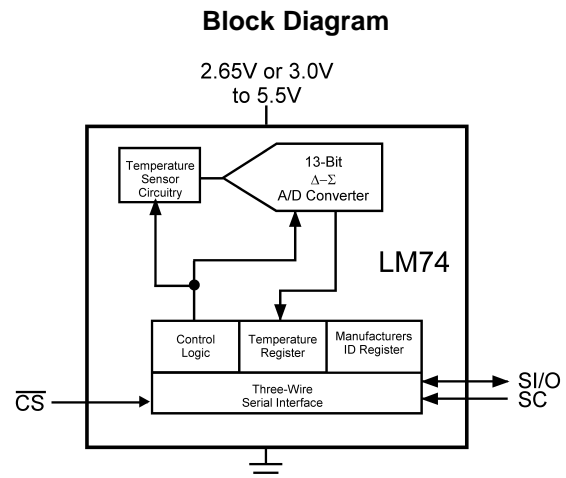 Block Diagram
2.65V or 3.0V
to 5.5V
Temperature
Sensor
Circuitry
13-Bit
Δ–Σ
A/D Converter
LM74
Control
Logic
Temperature
Register
Manufacturers
ID Register
Three-Wire
Serial Interface
C̅S̅
SI/O
SC